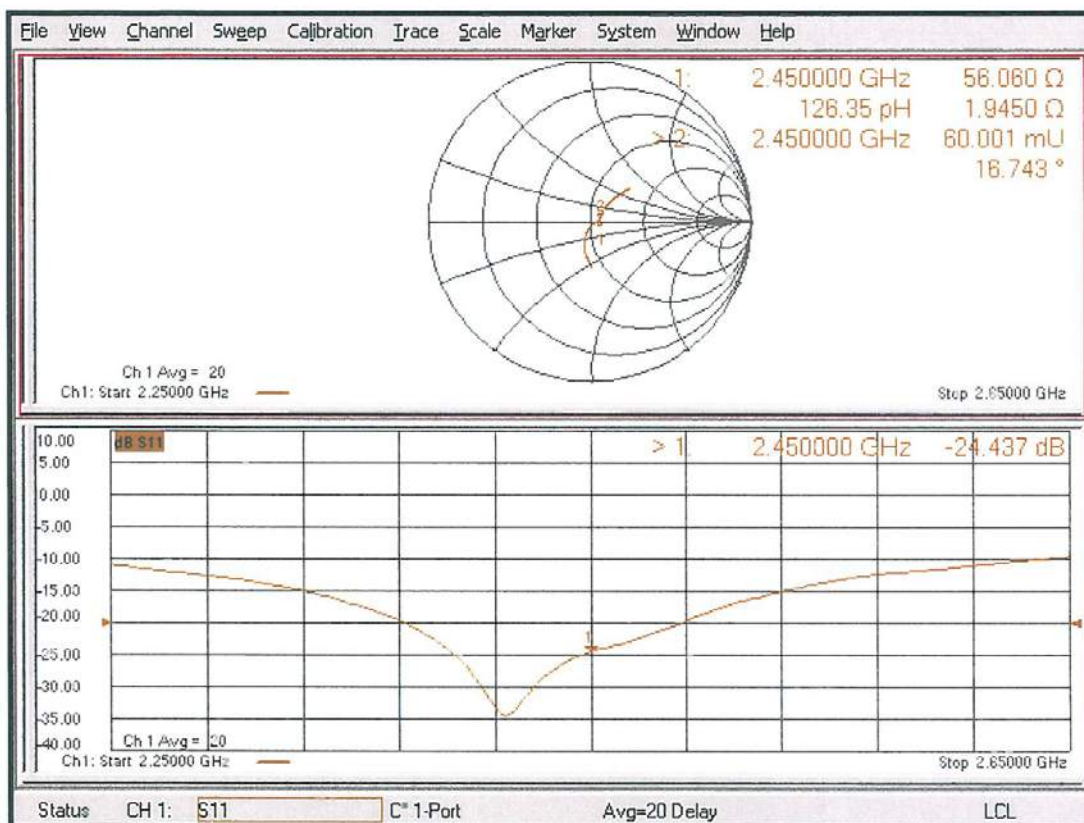 File View Channel Sweep Calibration Trace Scale Marker System Window Help
1: 2.450000 GHz 56.060 Ω
126.35 pH 1.9450 Ω
> 2: 2.450000 GHz 60.001 mU
16.743 °
Ch 1 Avg = 20
Ch1: Start 2.25000 GHz
Stop 2.65000 GHz
10.00
dB S11
> 1: 2.450000 GHz -24.437 dB
5.00
0.00
-5.00
-10.00
-15.00
-20.00
-25.00
1
-30.00
-35.00
-40.00
Ch 1 Avg = 20
Ch1: Start 2.25000 GHz
Stop 2.65000 GHz
Status CH 1: S11 C* 1-Port Avg=20 Delay LCL